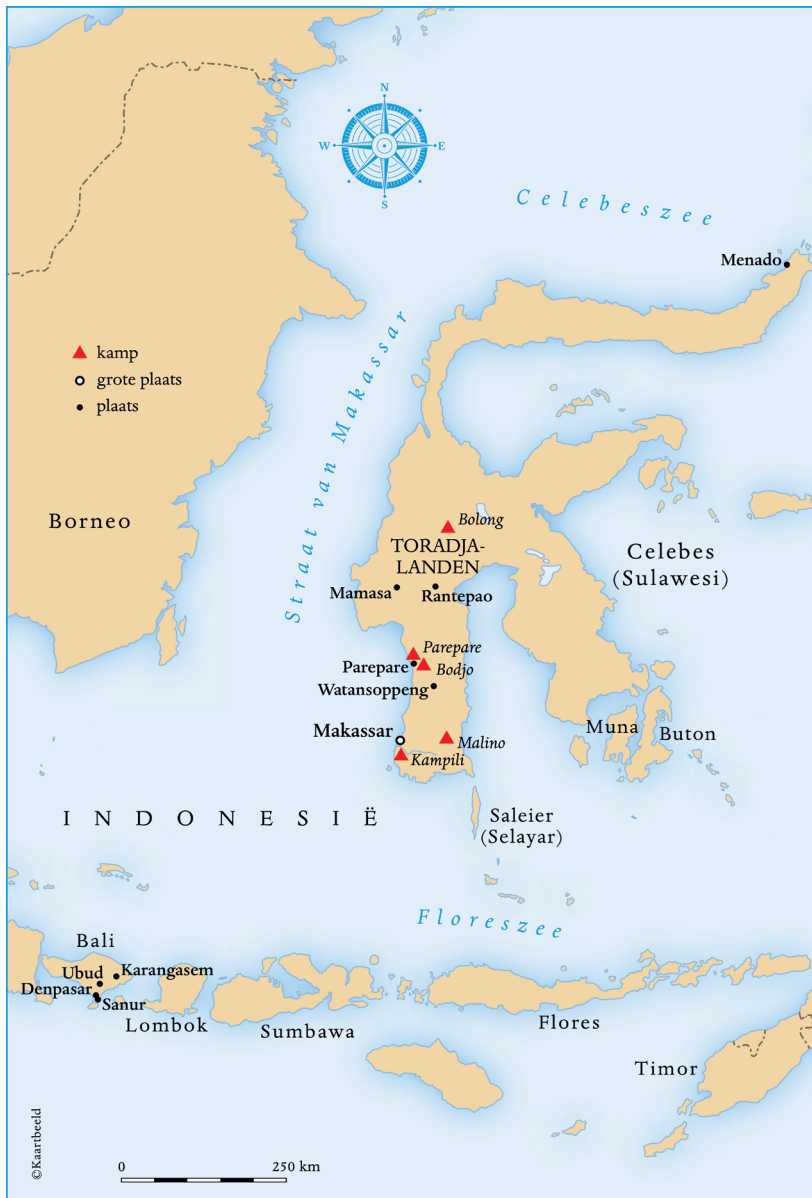 N
W
E
S
Celebeszee
Menado
Straat van Makassar
kamp
grote plaats
plaats
Borneo
Bolong
TORADJA-
LANDEN
Celebes
(Sulawesi)
Mamasa
Rantepao
Parepare
Parepare
Bodjo
Watansoppeng
Makassar
Malino
Kampili
Muna
Buton
INDONESIË
Saleier
(Selayar)
Floreszee
Bali
Ubud
Karangasem
Denpasar
Sanur
Lombok
Sumbawa
Flores
Timor
©Kaartbeeld
0
250 km